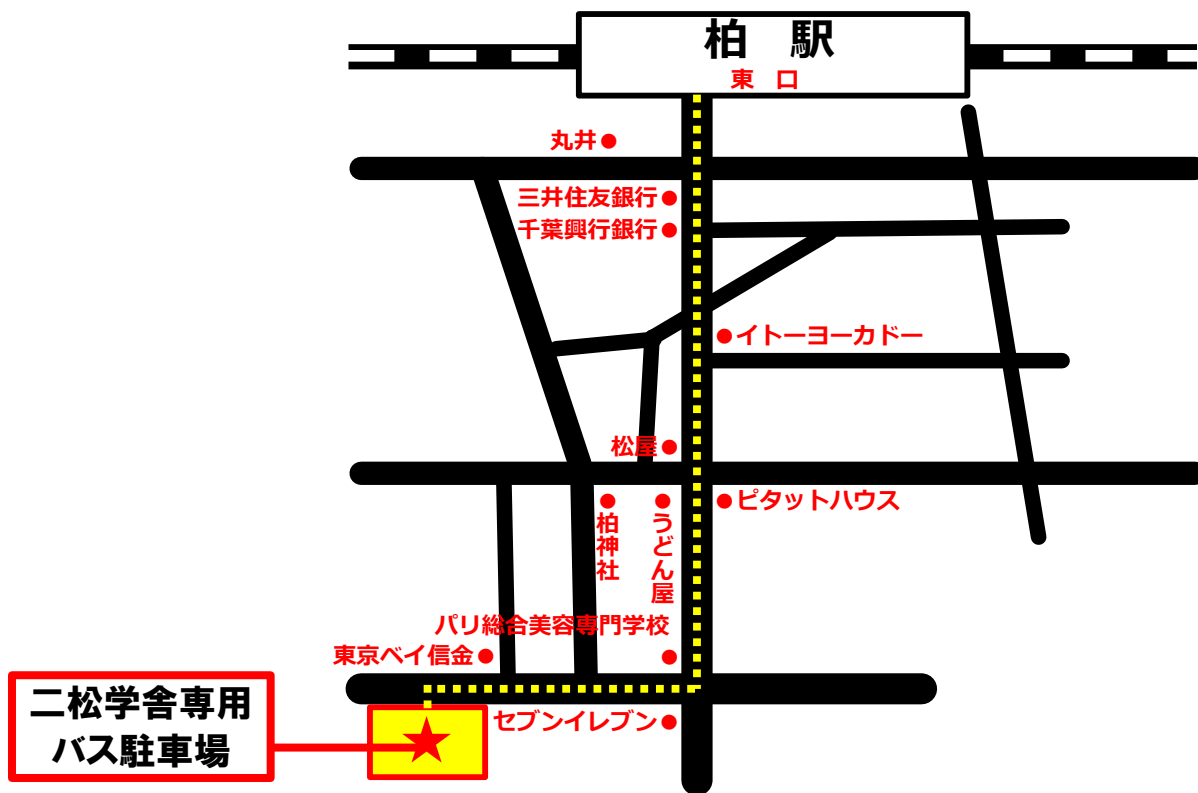 柏 駅
東 口
丸井
三井住友銀行
千葉興行銀行
イトーヨーカドー
松屋
ピタットハウス
柏神社
うどん屋
パリ総合美容専門学校
東京ベイ信金
二松学舎専用
バス駐車場
セブンイレブン